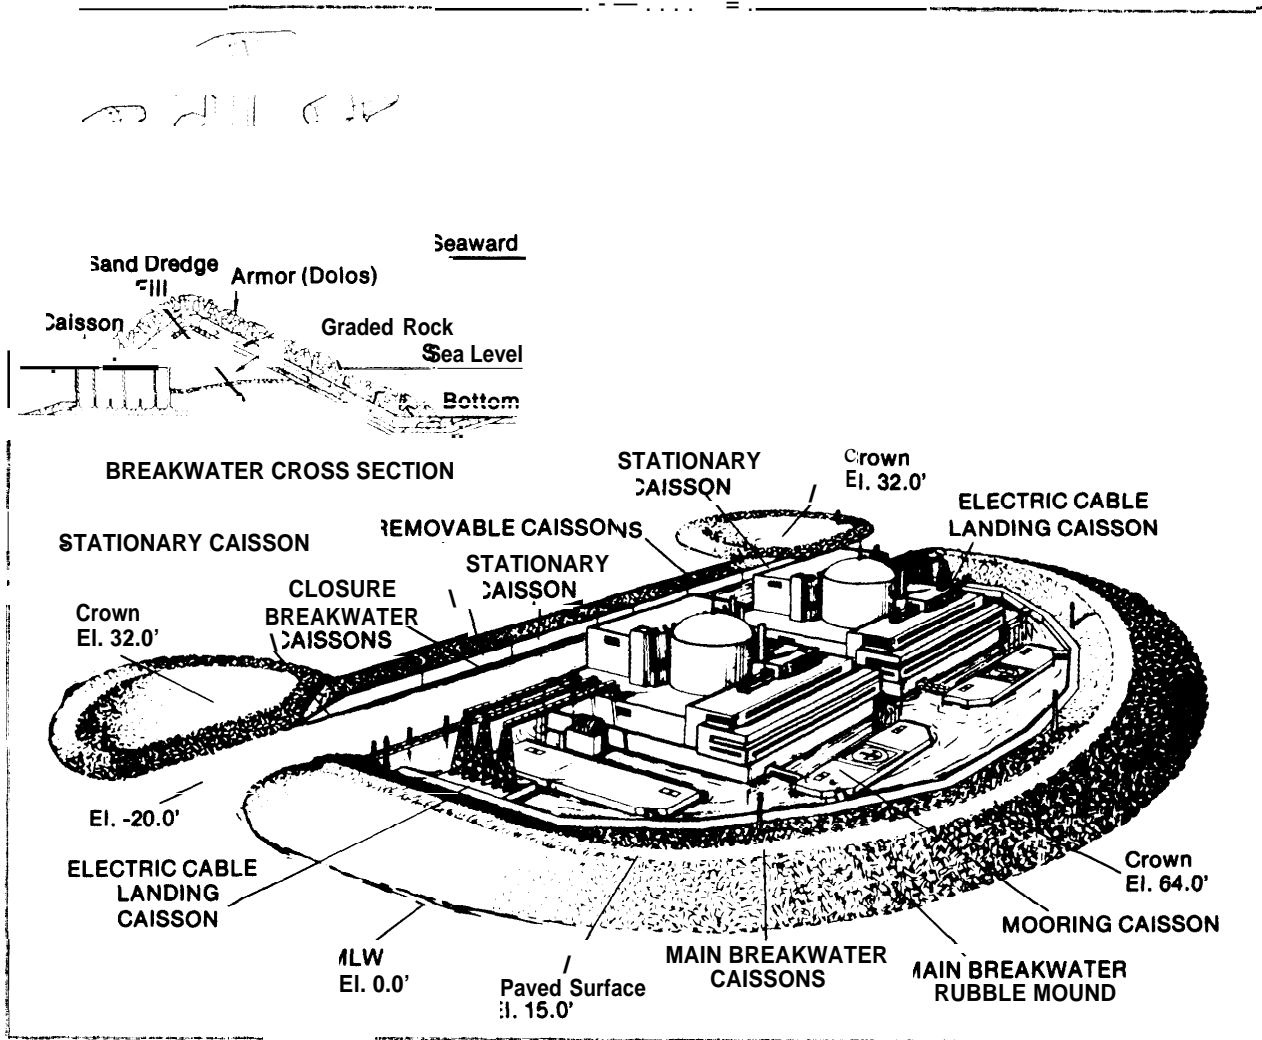 Seaward
Sand Dredge
Fill
Armor (Dolos)
Caisson
Graded Rock
Sea Level
Bottom
BREAKWATER CROSS SECTION
STATIONARY
CAISSON
Crown
El. 32.0'
ELECTRIC CABLE
LANDING CAISSON
REMOVABLE CAISSONS
STATIONARY CAISSON
STATIONARY
CAISSON
CLOSURE
BREAKWATER
CAISSONS
Crown
El. 32.0'
El. -20.0'
ELECTRIC CABLE
LANDING
CAISSON
MLW
El. 0.0'
Paved Surface
El. 15.0'
MAIN BREAKWATER
CAISSONS
MAIN BREAKWATER
RUBBLE MOUND
MOORING CAISSON
Crown
El. 64.0'